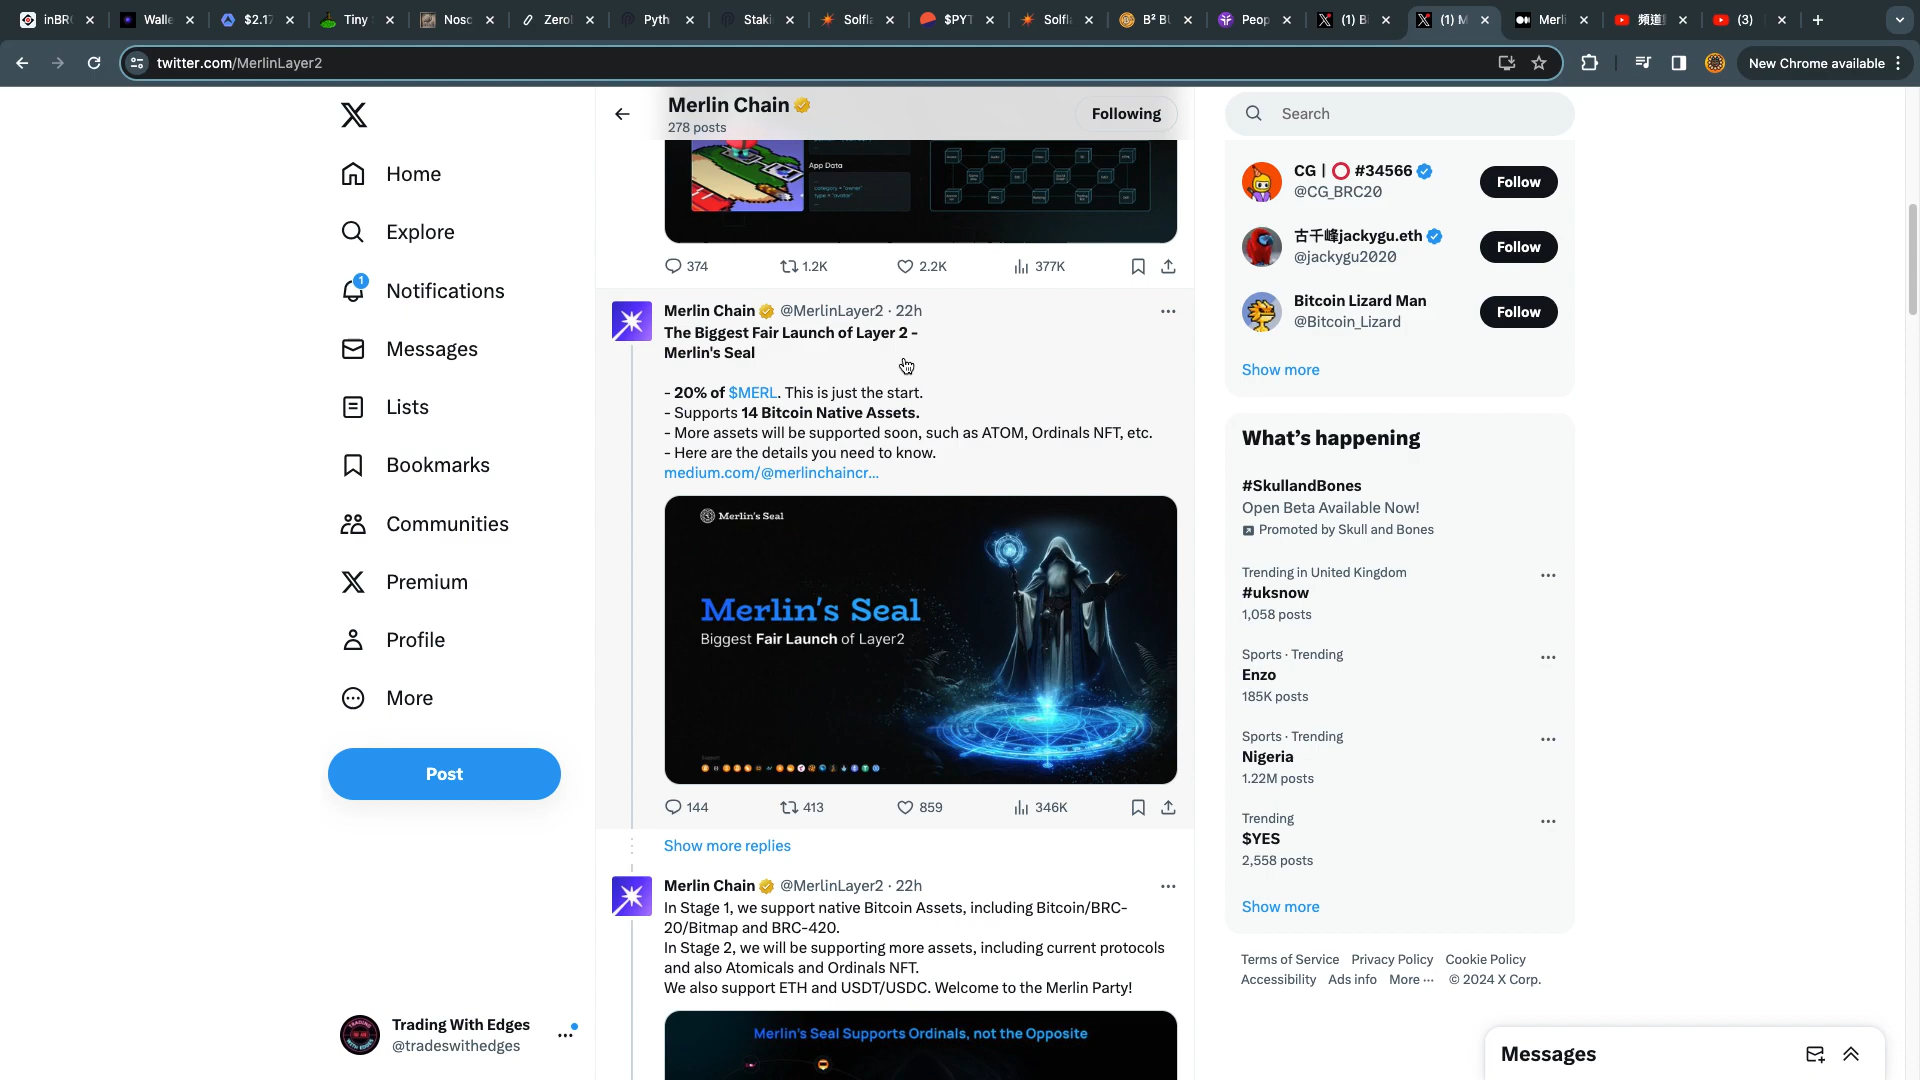 inBR
Walle
$2.17
Tiny
Nosc
Zerol
Pyth
Staki
Solfla
$PYT
Solfla
B² BU
Peop
(1) Bi
(1) M
Merli
頻道
(3)
twitter.com/MerlinLayer2
New Chrome available
Home
Explore
1
Notifications
Messages
Lists
Bookmarks
Communities
Premium
Profile
More
Post
Trading With Edges
@tradeswithedges
Merlin Chain
278 posts
Following
App Data
374
1.2K
2.2K
377K
Merlin Chain @MerlinLayer2 · 22h
The Biggest Fair Launch of Layer 2 -
Merlin's Seal
- 20% of $MERL. This is just the start.
- Supports 14 Bitcoin Native Assets.
- More assets will be supported soon, such as ATOM, Ordinals NFT, etc.
- Here are the details you need to know.
medium.com/@merlinchaincr...
Merlin's Seal
Merlin's Seal
Biggest Fair Launch of Layer2
144
413
859
346K
Show more replies
Merlin Chain @MerlinLayer2 · 22h
In Stage 1, we support native Bitcoin Assets, including Bitcoin/BRC-
20/Bitmap and BRC-420.
In Stage 2, we will be supporting more assets, including current protocols
and also Atomicals and Ordinals NFT.
We also support ETH and USDT/USDC. Welcome to the Merlin Party!
Merlin's Seal Supports Ordinals, not the Opposite
Search
CG | ⭕ #34566
@CG_BRC20
Follow
古千峰jackygu.eth
@jackygu2020
Follow
Bitcoin Lizard Man
@Bitcoin_Lizard
Follow
Show more
What's happening
#SkullandBones
Open Beta Available Now!
Promoted by Skull and Bones
Trending in United Kingdom
#uksnow
1,058 posts
Sports · Trending
Enzo
185K posts
Sports · Trending
Nigeria
1.22M posts
Trending
$YES
2,558 posts
Show more
Terms of Service Privacy Policy Cookie Policy
Accessibility Ads info More ··· © 2024 X Corp.
Messages